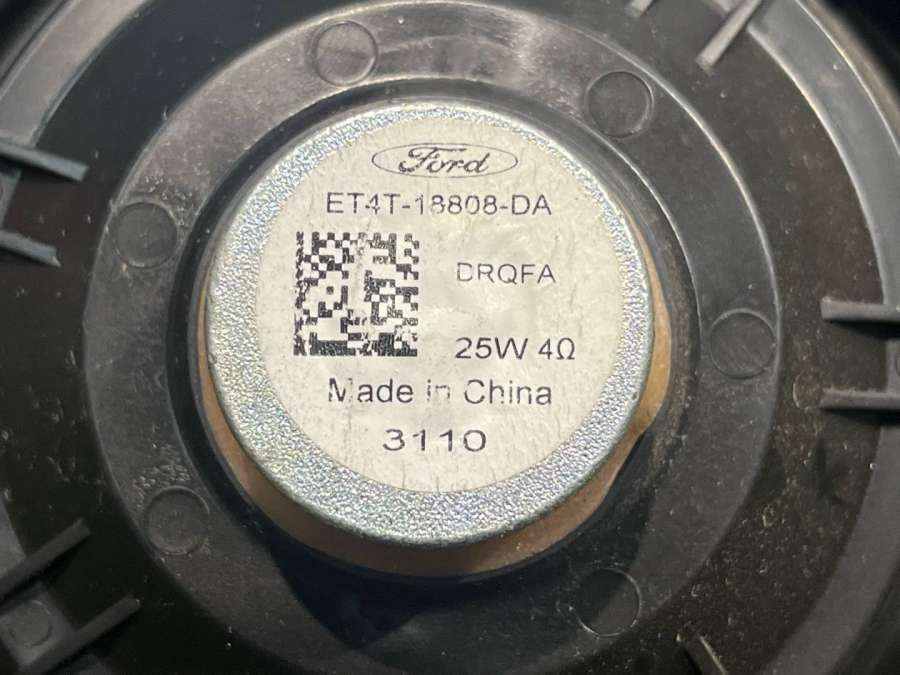 Ford
ET4T-18808-DA
DRQFA
25W 4Ω
Made in China
3110